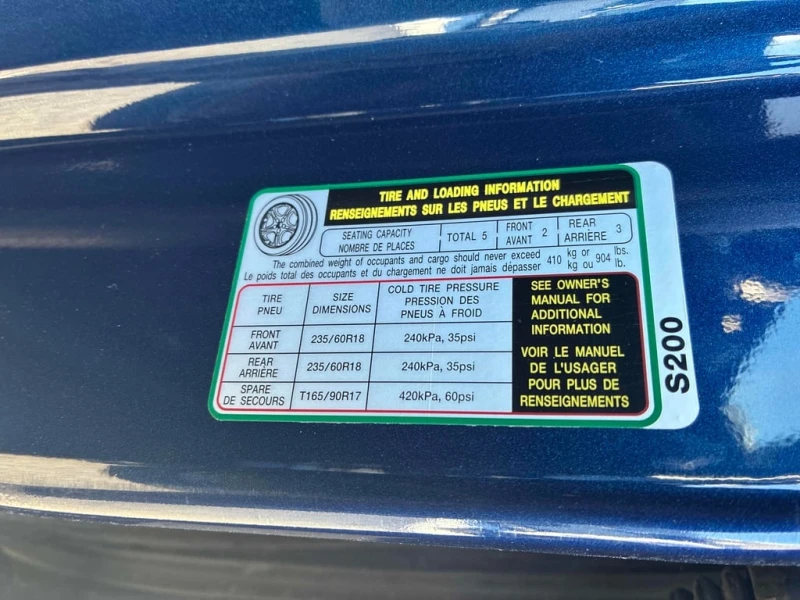 TIRE AND LOADING INFORMATION
RENSEIGNEMENTS SUR LES PNEUS ET LE CHARGEMENT
SEATING CAPACITY
NOMBRE DE PLACES
TOTAL 5
FRONT
AVANT 2
REAR
ARRIÈRE 3
The combined weight of occupants and cargo should never exceed 410 kg or 904 lbs.
Le poids total des occupants et du chargement ne doit jamais dépasser kg ou lb.
TIRE
PNEU
SIZE
DIMENSIONS
COLD TIRE PRESSURE
PRESSION DES
PNEUS À FROID
FRONT
AVANT
235/60R18
240kPa, 35psi
REAR
ARRIÈRE
235/60R18
240kPa, 35psi
SPARE
DE SECOURS
T165/90R17
420kPa, 60psi
SEE OWNER'S
MANUAL FOR
ADDITIONAL
INFORMATION
VOIR LE MANUEL
DE L'USAGER
POUR PLUS DE
RENSEIGNEMENTS
S200